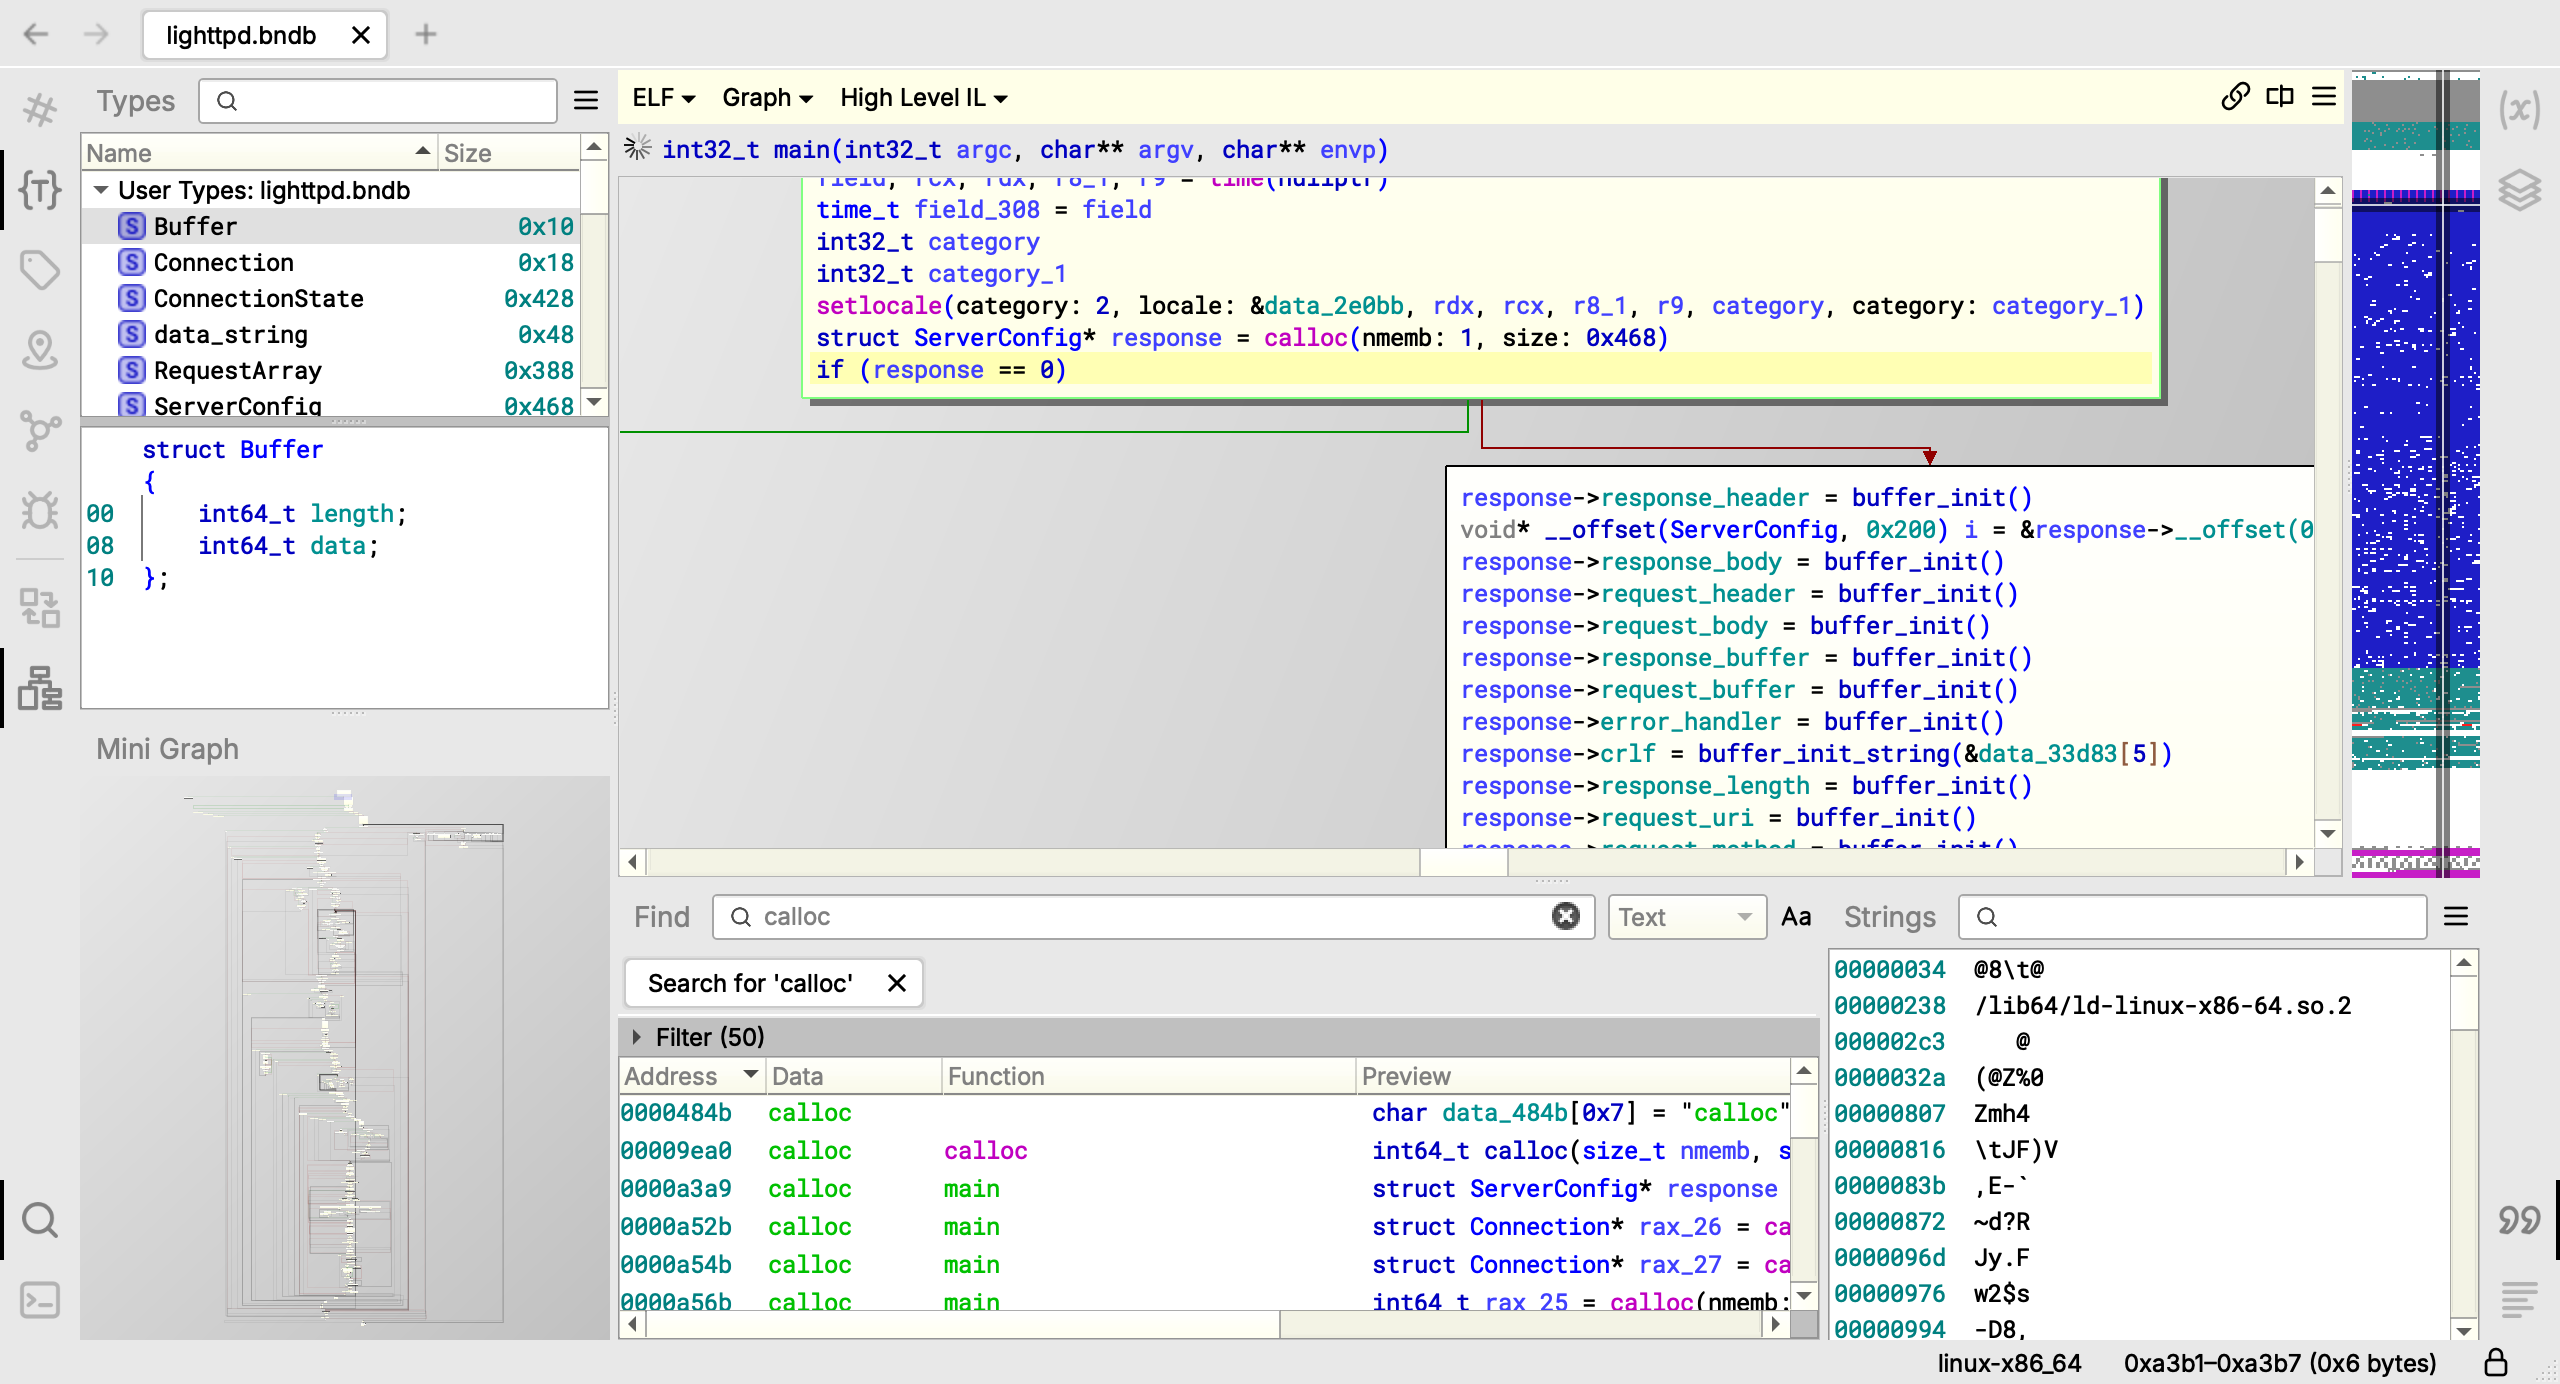 lighttpd.bndb
Types
Name Size
User Types: lighttpd.bndb
S Buffer 0x10
S Connection 0x18
S ConnectionState 0x428
S data_string 0x48
S RequestArray 0x388
S ServerConfig 0x468
struct Buffer
{
00 int64_t length;
08 int64_t data;
10 };
Mini Graph
ELF Graph High Level IL
int32_t main(int32_t argc, char** argv, char** envp)
field, rcx, rdx, r8_1, r9 = time(nullptr)
time_t field_308 = field
int32_t category
int32_t category_1
setlocale(category: 2, locale: &data_2e0bb, rdx, rcx, r8_1, r9, category, category: category_1)
struct ServerConfig* response = calloc(nmemb: 1, size: 0x468)
if (response == 0)
response->response_header = buffer_init()
void* __offset(ServerConfig, 0x200) i = &response->__offset(0
response->response_body = buffer_init()
response->request_header = buffer_init()
response->request_body = buffer_init()
response->response_buffer = buffer_init()
response->request_buffer = buffer_init()
response->error_handler = buffer_init()
response->crlf = buffer_init_string(&data_33d83[5])
response->response_length = buffer_init()
response->request_uri = buffer_init()
response->request_method = buffer_init()
Find calloc Text Aa
Search for 'calloc'
Filter (50)
Address Data Function Preview
0000484b calloc char data_484b[0x7] = "calloc"
00009ea0 calloc calloc int64_t calloc(size_t nmemb, s
0000a3a9 calloc main struct ServerConfig* response
0000a52b calloc main struct Connection* rax_26 = ca
0000a54b calloc main struct Connection* rax_27 = ca
0000a56b calloc main int64_t rax_25 = calloc(nmemb:
Strings
00000034 @8\t@
00000238 /lib64/ld-linux-x86-64.so.2
000002c3 @
0000032a (@Z%0
00000807 Zmh4
00000816 \tJF)V
0000083b ,E-`
00000872 ~d?R
0000096d Jy.F
00000976 w2$s
00000994 -D8,
linux-x86_64 0xa3b1–0xa3b7 (0x6 bytes)